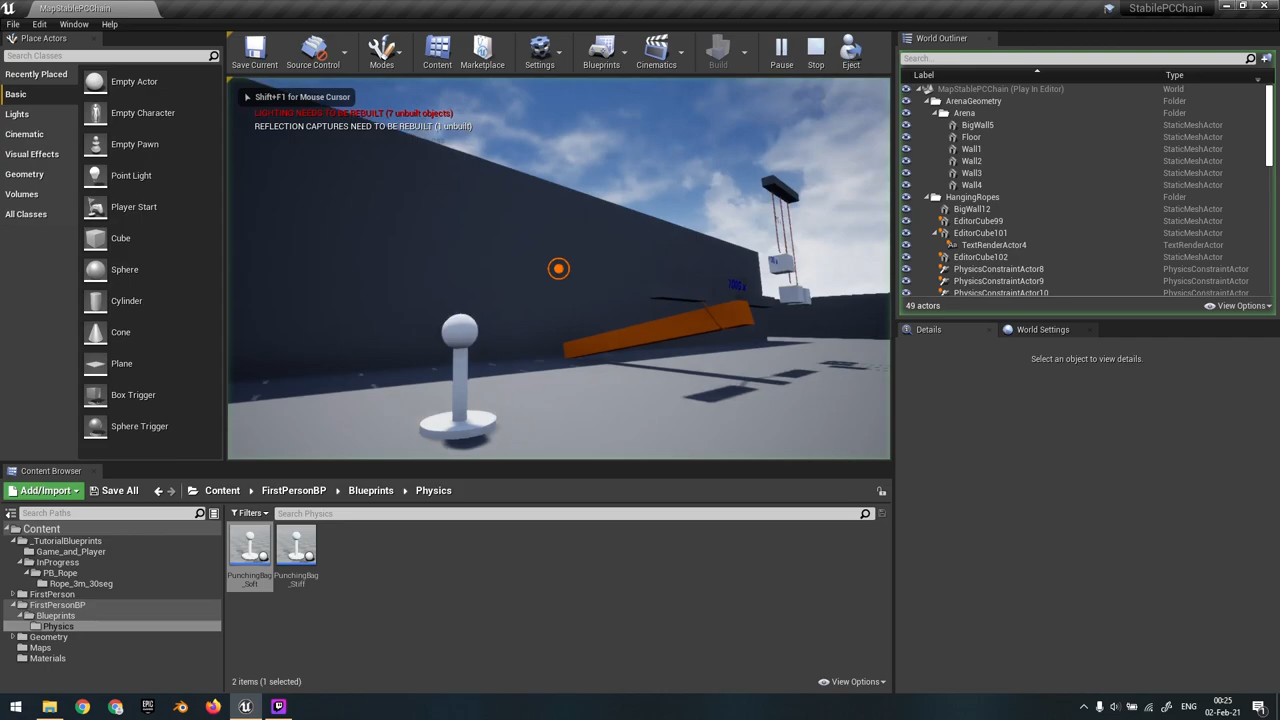 MapStablePCChain
StabilePCChain
File Edit Window Help
Place Actors
Search Classes
Recently Placed
Basic
Lights
Cinematic
Visual Effects
Geometry
Volumes
All Classes
Empty Actor
Empty Character
Empty Pawn
Point Light
Player Start
Cube
Sphere
Cylinder
Cone
Plane
Box Trigger
Sphere Trigger
Save Current
Source Control
Modes
Content
Marketplace
Settings
Blueprints
Cinematics
Build
Pause
Stop
Eject
Shift+F1 for Mouse Cursor
LIGHTING NEEDS TO BE REBUILT (7 unbuilt objects)
REFLECTION CAPTURES NEED TO BE REBUILT (1 unbuilt)
World Outliner
Search...
Label Type
MapStablePCChain (Play In Editor) World
ArenaGeometry Folder
Arena Folder
BigWall5 StaticMeshActor
Floor StaticMeshActor
Wall1 StaticMeshActor
Wall2 StaticMeshActor
Wall3 StaticMeshActor
Wall4 StaticMeshActor
HangingRopes Folder
BigWall12 StaticMeshActor
EditorCube99 StaticMeshActor
EditorCube101 StaticMeshActor
TextRenderActor4 TextRenderActor
EditorCube102 StaticMeshActor
PhysicsConstraintActor8 PhysicsConstraintActor
PhysicsConstraintActor9 PhysicsConstraintActor
PhysicsConstraintActor10 PhysicsConstraintActor
49 actors View Options
Details World Settings
Select an object to view details.
Content Browser
Add/Import Save All Content FirstPersonBP Blueprints Physics
Search Paths
Filters Search Physics
Content
_TutorialBlueprints
Game_and_Player
InProgress
PB_Rope
Rope_3m_30seg
FirstPerson
FirstPersonBP
Blueprints
Physics
Geometry
Maps
Materials
PunchingBag_Soft
PunchingBag_Stiff
2 items (1 selected) View Options
EPIC
ENG
00:25
02-Feb-21